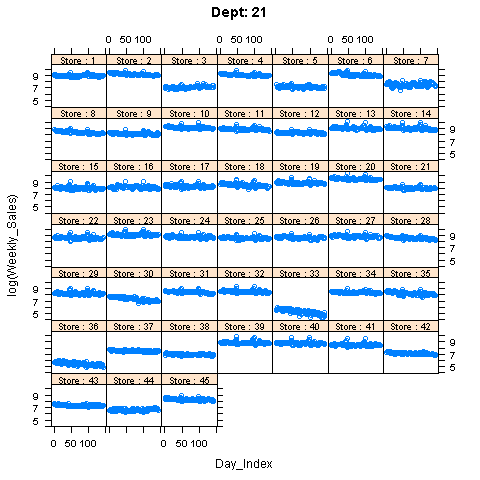 Dept: 21
0 50 100 0 50 100 0 50 100
Store : 1 Store : 2 Store : 3 Store : 4 Store : 5 Store : 6 Store : 7
9
7
5
Store : 8 Store : 9 Store : 10 Store : 11 Store : 12 Store : 13 Store : 14
9
7
5
Store : 15 Store : 16 Store : 17 Store : 18 Store : 19 Store : 20 Store : 21
9
7
5
Store : 22 Store : 23 Store : 24 Store : 25 Store : 26 Store : 27 Store : 28
9
7
5
Store : 29 Store : 30 Store : 31 Store : 32 Store : 33 Store : 34 Store : 35
9
7
5
Store : 36 Store : 37 Store : 38 Store : 39 Store : 40 Store : 41 Store : 42
9
7
5
Store : 43 Store : 44 Store : 45
9
7
5
0 50 100 0 50 100
log(Weekly_Sales)
Day_Index